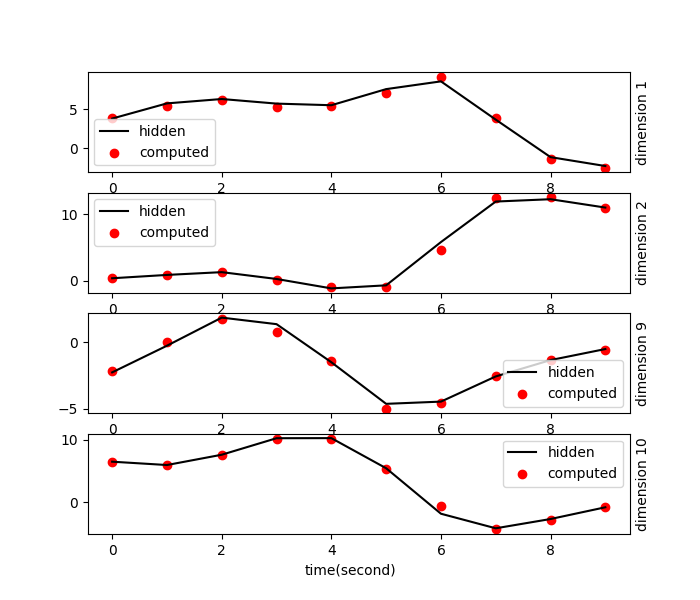 5
0
hidden
computed
dimension 1
0 2 4 6 8
10
0
hidden
computed
dimension 2
0 2 4 6 8
0
−5
hidden
computed
dimension 9
0 2 4 6 8
10
0
hidden
computed
dimension 10
0 2 4 6 8
time(second)